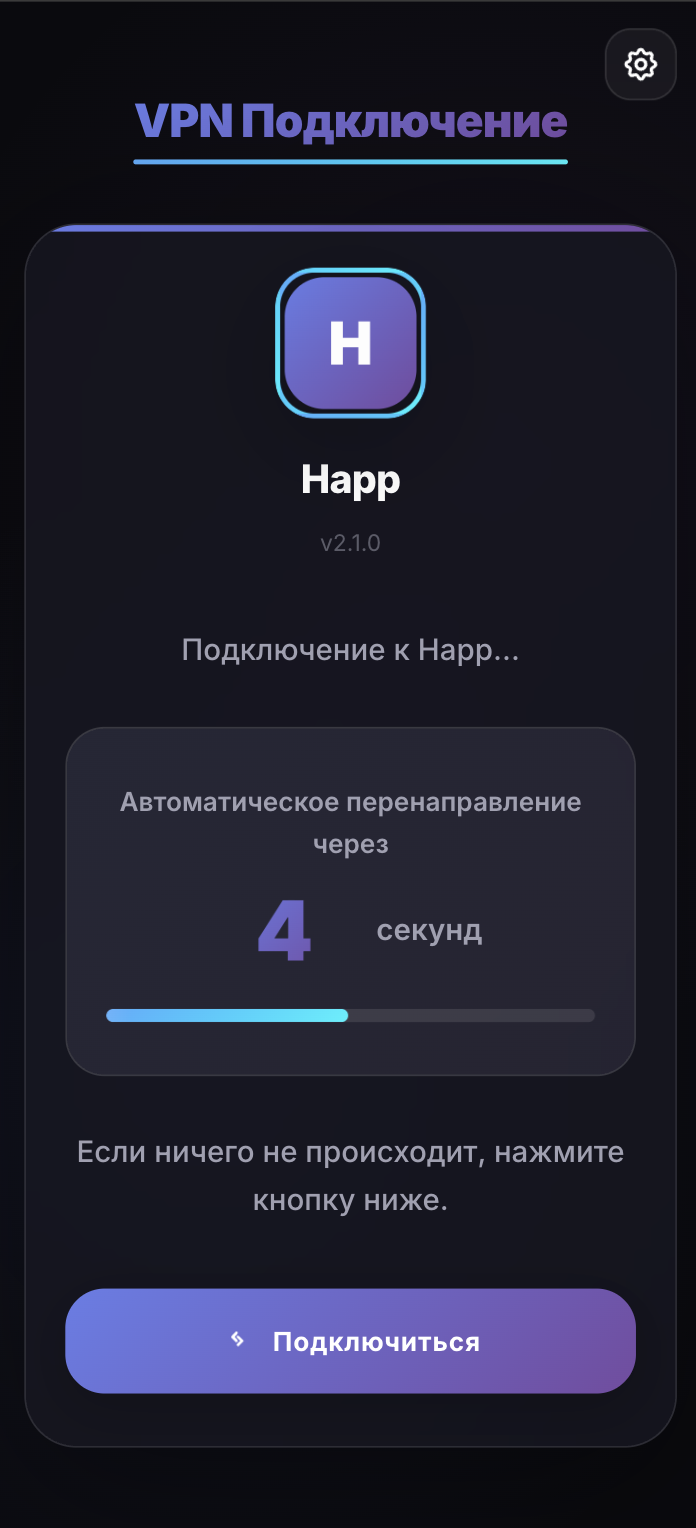 VPN Подключение
H
Happ
v2.1.0
Подключение к Happ...
Автоматическое перенаправление
через
4 секунд
Если ничего не происходит, нажмите
кнопку ниже.
Подключиться